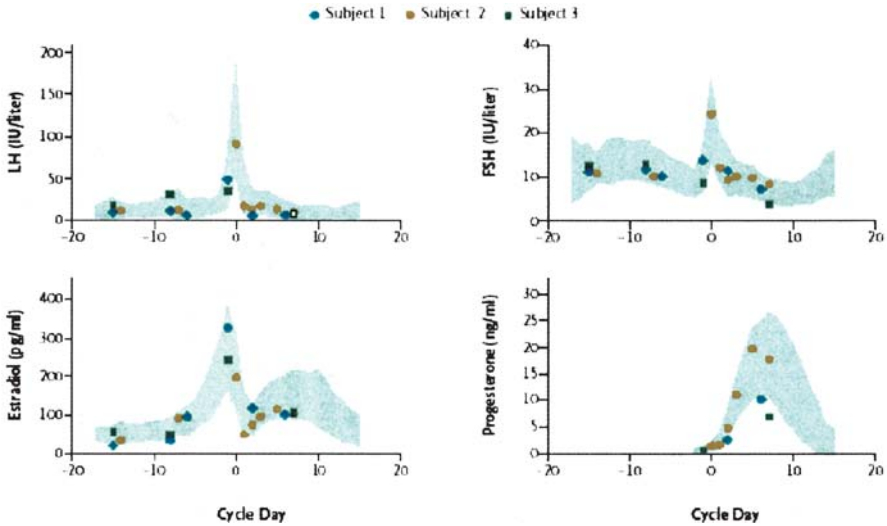 Subject 1 Subject 2 Subject 3
LH (IU/liter)
200
150
100
50
0
-20 -10 0 10 20
FSH (IU/liter)
40
30
20
10
0
-20 -10 0 10 20
Estradiol (pg/ml)
400
300
200
100
0
-20 -10 0 10 20
Cycle Day
Progesterone (ng/ml)
30
25
20
15
10
5
0
-20 -10 0 10 20
Cycle Day